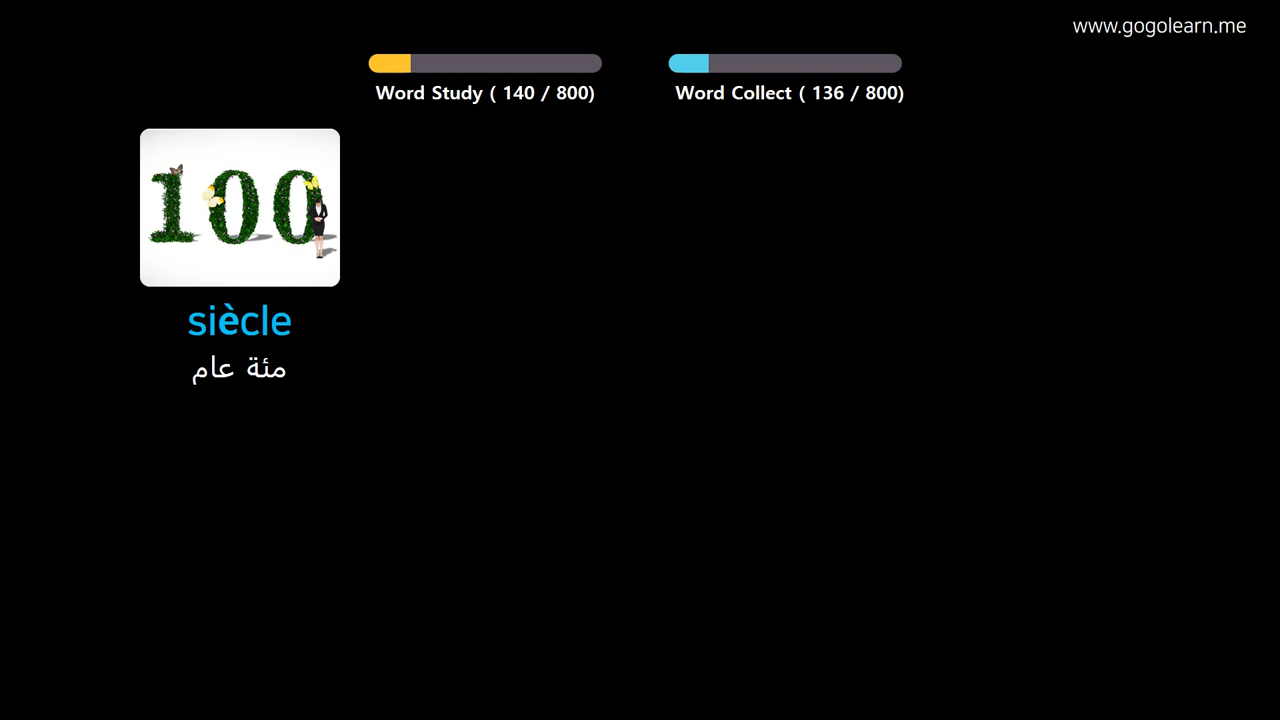 www.gogolearn.me
Word Study ( 140 / 800)
Word Collect ( 136 / 800)
100
siècle
مئة عام